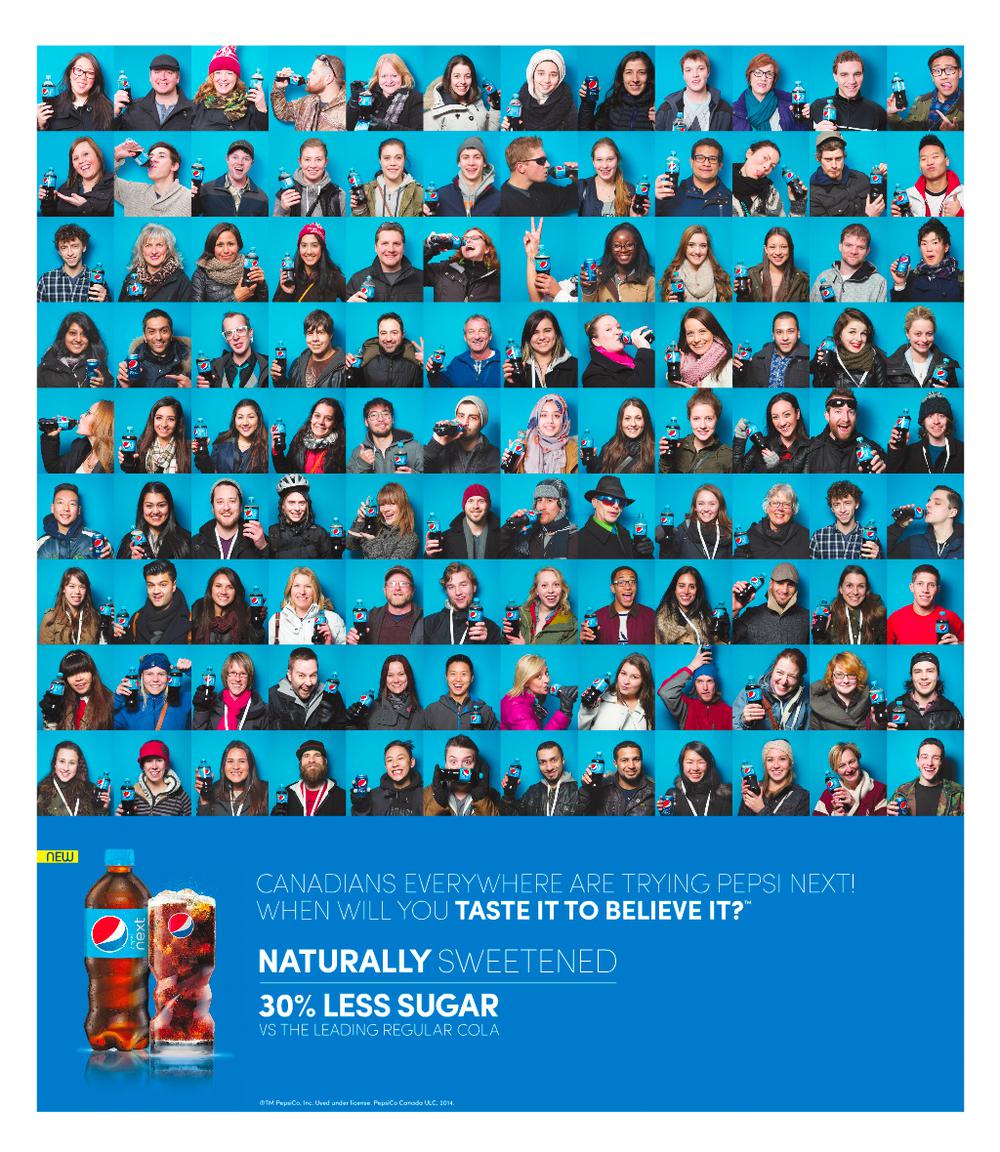 NEW
next
CANADIANS EVERYWHERE ARE TRYING PEPSI NEXT!
WHEN WILL YOU TASTE IT TO BELIEVE IT?™
NATURALLY SWEETENED
30% LESS SUGAR
VS THE LEADING REGULAR COLA
®TM PepsiCo, Inc. Used under license. PepsiCo Canada ULC, 2014.